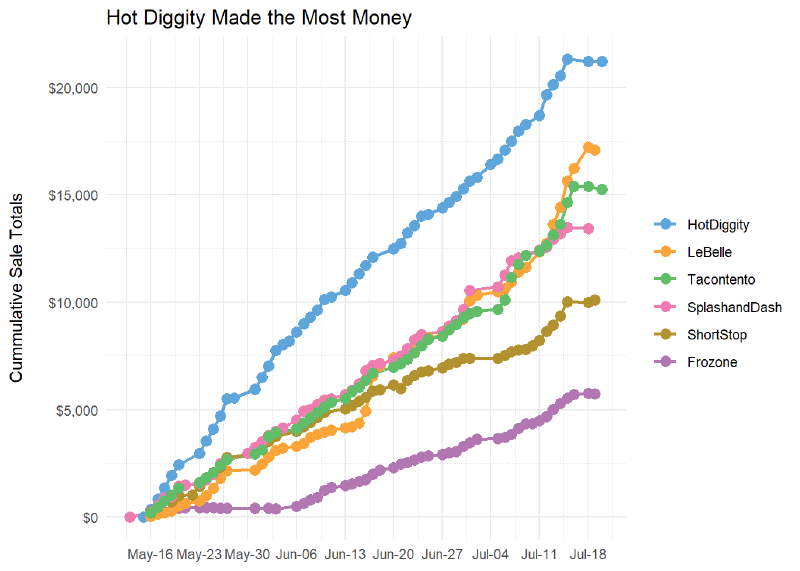 Hot Diggity Made the Most Money
Cummulative Sale Totals
$20,000
$15,000
$10,000
$5,000
$0
May-16 May-23 May-30 Jun-06 Jun-13 Jun-20 Jun-27 Jul-04 Jul-11 Jul-18
HotDiggity
LeBelle
Tacontento
SplashandDash
ShortStop
Frozone